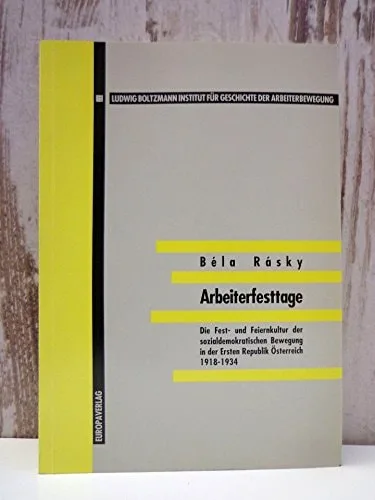 LUDWIG BOLTZMANN INSTITUT FÜR GESCHICHTE DER ARBEITERBEWEGUNG
Béla Rásky
Arbeiterfesttage
Die Fest- und Feiernkultur der
sozialdemokratischen Bewegung
in der Ersten Republik Österreich
1918-1934
EUROPAVERLAG